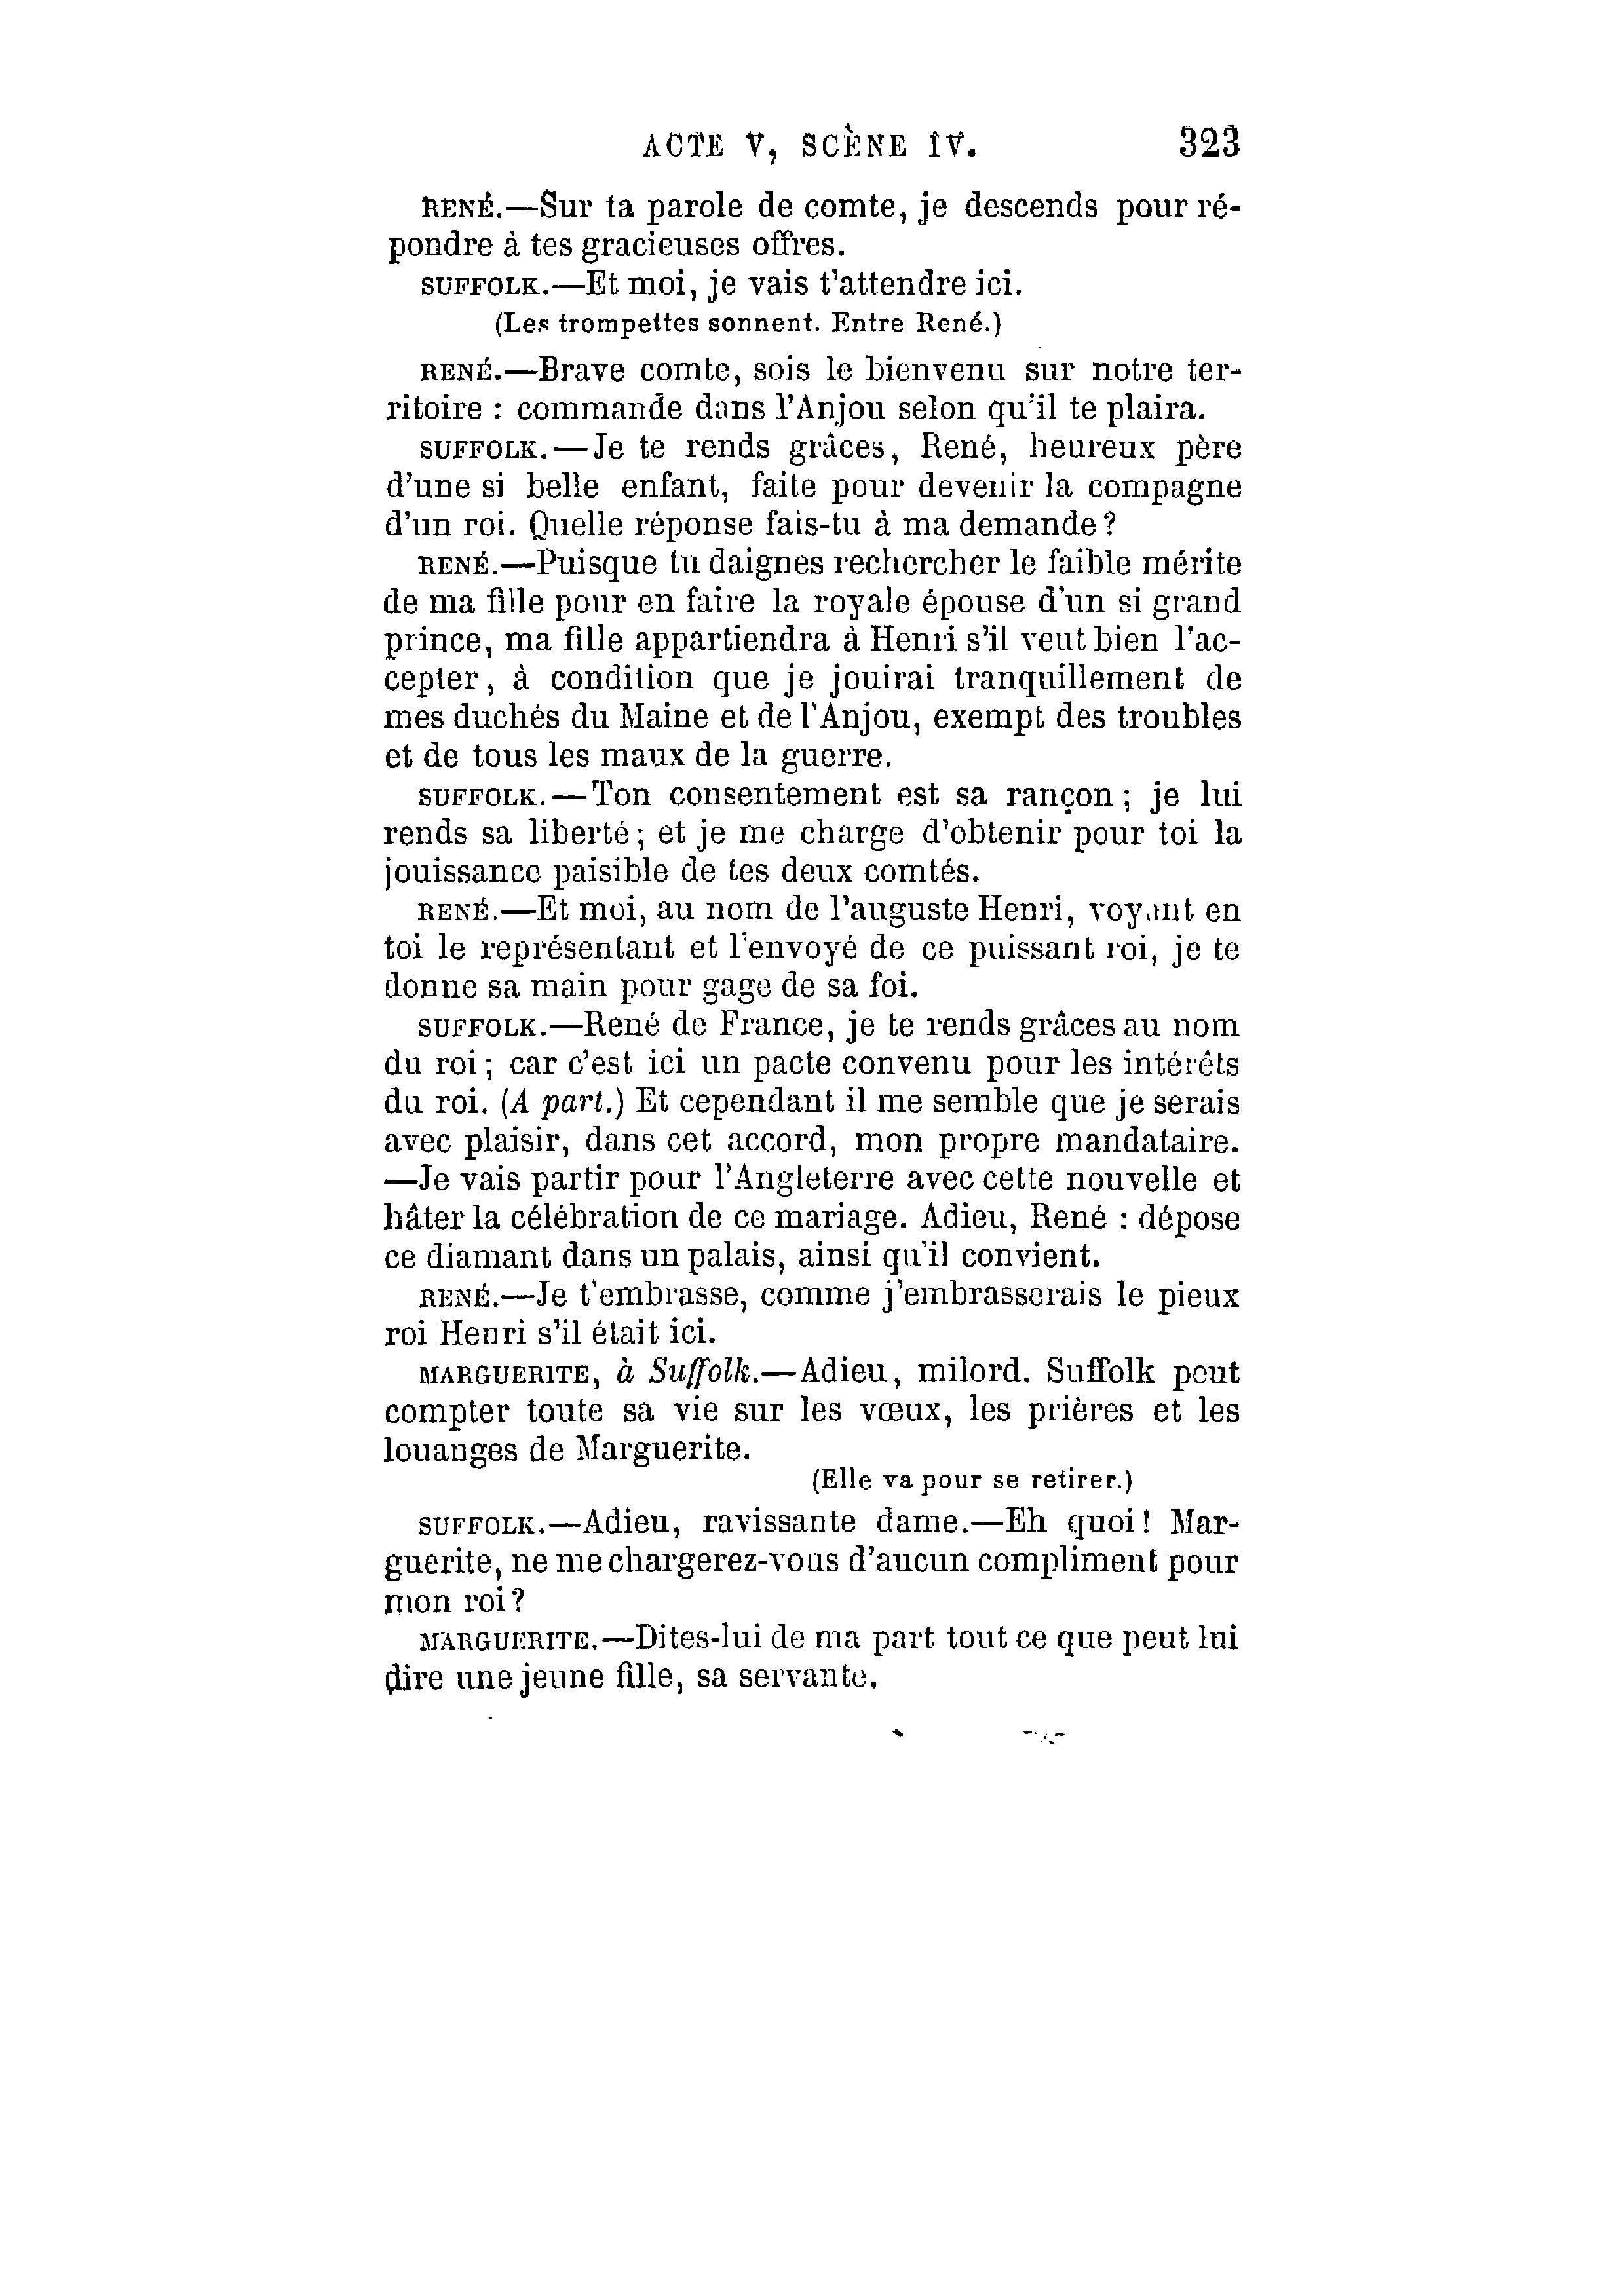 ACTE V, SCÈNE IV. 323
RENÉ.—Sur ta parole de comte, je descends pour ré-
pondre à tes gracieuses offres.
SUFFOLK.—Et moi, je vais t'attendre ici.
(Les trompettes sonnent. Entre René.)
RENÉ.—Brave comte, sois le bienvenu sur notre ter-
ritoire : commande dans l'Anjou selon qu'il te plaira.
SUFFOLK.—Je te rends grâces, René, heureux père
d'une si belle enfant, faite pour devenir la compagne
d'un roi. Quelle réponse fais-tu à ma demande ?
RENÉ.—Puisque tu daignes rechercher le faible mérite
de ma fille pour en faire la royale épouse d'un si grand
prince, ma fille appartiendra à Henri s'il veut bien l'ac-
cepter, à condition que je jouirai tranquillement de
mes duchés du Maine et de l'Anjou, exempt des troubles
et de tous les maux de la guerre.
SUFFOLK.—Ton consentement est sa rançon ; je lui
rends sa liberté ; et je me charge d'obtenir pour toi la
jouissance paisible de tes deux comtés.
RENÉ.—Et moi, au nom de l'auguste Henri, voyant en
toi le représentant et l'envoyé de ce puissant roi, je te
donne sa main pour gage de sa foi.
SUFFOLK.—René de France, je te rends grâces au nom
du roi ; car c'est ici un pacte convenu pour les intérêts
du roi. (A part.) Et cependant il me semble que je serais
avec plaisir, dans cet accord, mon propre mandataire.
—Je vais partir pour l'Angleterre avec cette nouvelle et
hâter la célébration de ce mariage. Adieu, René : dépose
ce diamant dans un palais, ainsi qu'il convient.
RENÉ.—Je t'embrasse, comme j'embrasserais le pieux
roi Henri s'il était ici.
MARGUERITE, à Suffolk.—Adieu, milord. Suffolk peut
compter toute sa vie sur les vœux, les prières et les
louanges de Marguerite.
(Elle va pour se retirer.)
SUFFOLK.—Adieu, ravissante dame.—Eh quoi ! Mar-
guerite, ne me chargerez-vous d'aucun compliment pour
mon roi ?
MARGUERITE.—Dites-lui de ma part tout ce que peut lui
dire une jeune fille, sa servante.